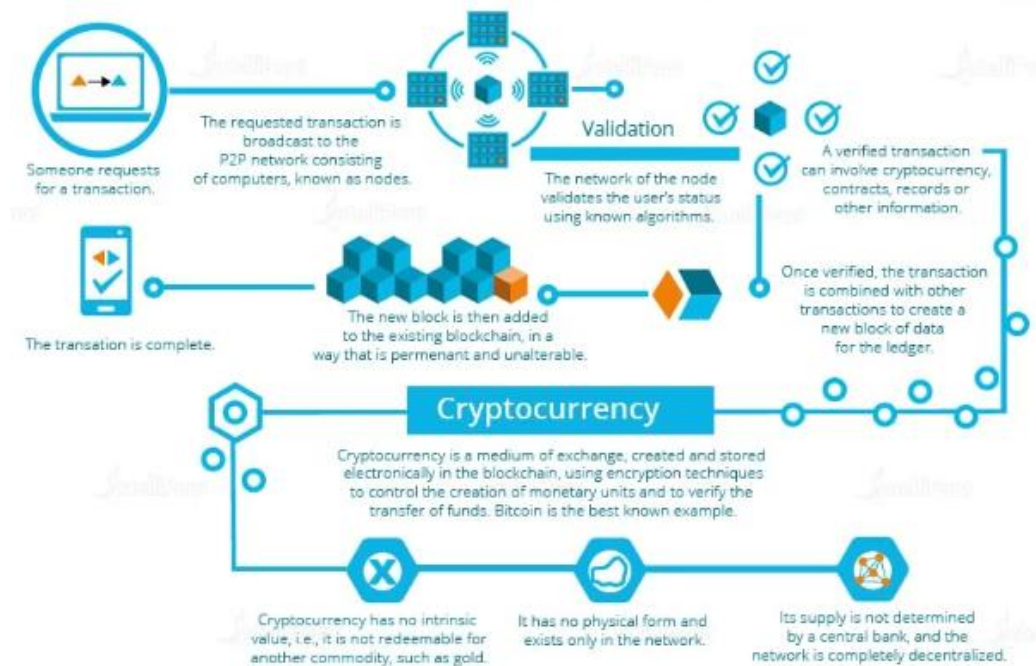 Someone requests
for a transaction.
The requested transaction is
broadcast to the
P2P network consisting
of computers, known as nodes.
Validation
The network of the node
validates the user's status
using known algorithms.
A verified transaction
can involve cryptocurrency,
contracts, records or
other information.
Once verified, the transaction
is combined with other
transactions to create a
new block of data
for the ledger.
The new block is then added
to the existing blockchain, in a
way that is permenant and unalterable.
The transation is complete.
Cryptocurrency
Cryptocurrency is a medium of exchange, created and stored
electronically in the blockchain, using encryption techniques
to control the creation of monetary units and to verify the
transfer of funds. Bitcoin is the best known example.
Cryptocurrency has no intrinsic
value, i.e., it is not redeemable for
another commodity, such as gold.
It has no physical form and
exists only in the network.
Its supply is not determined
by a central bank, and the
network is completely decentralized.